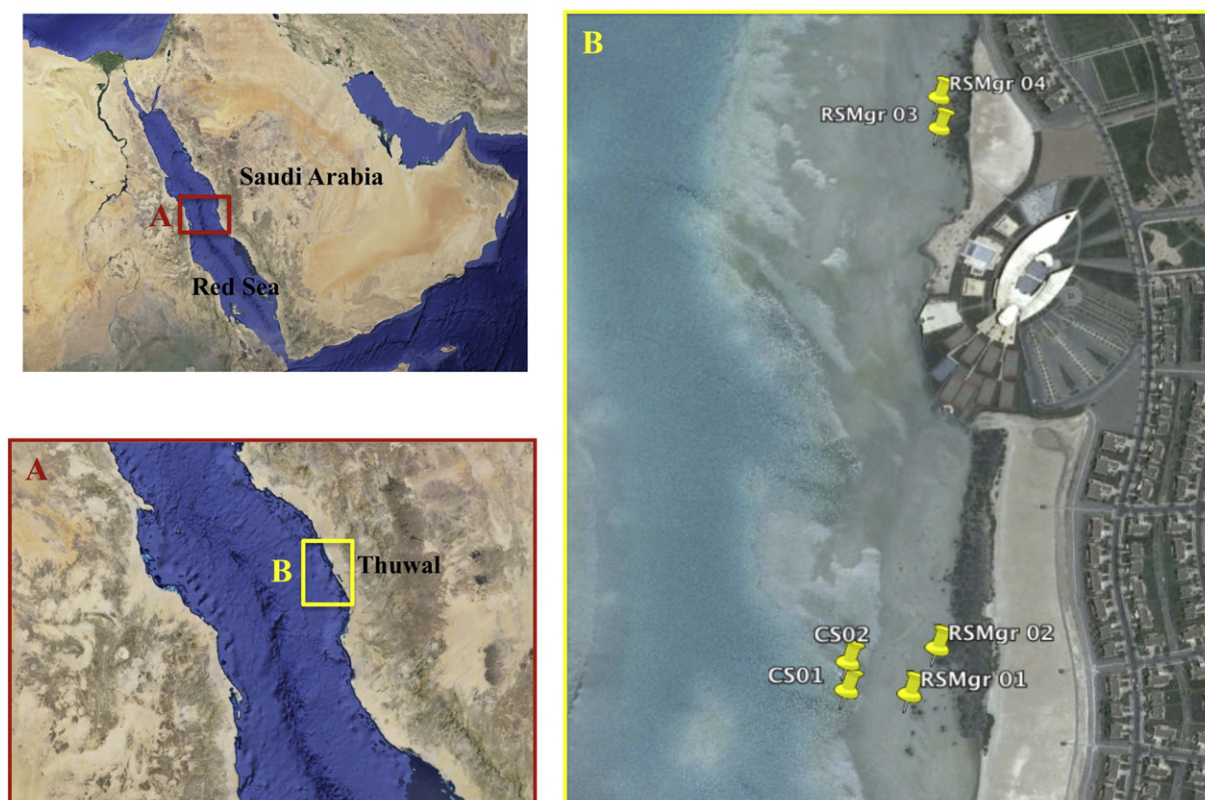 Saudi Arabia
A
Red Sea
A
B
Thuwal
B
RSMgr 04
RSMgr 03
CS02
RSMgr 02
CS01
RSMgr 01